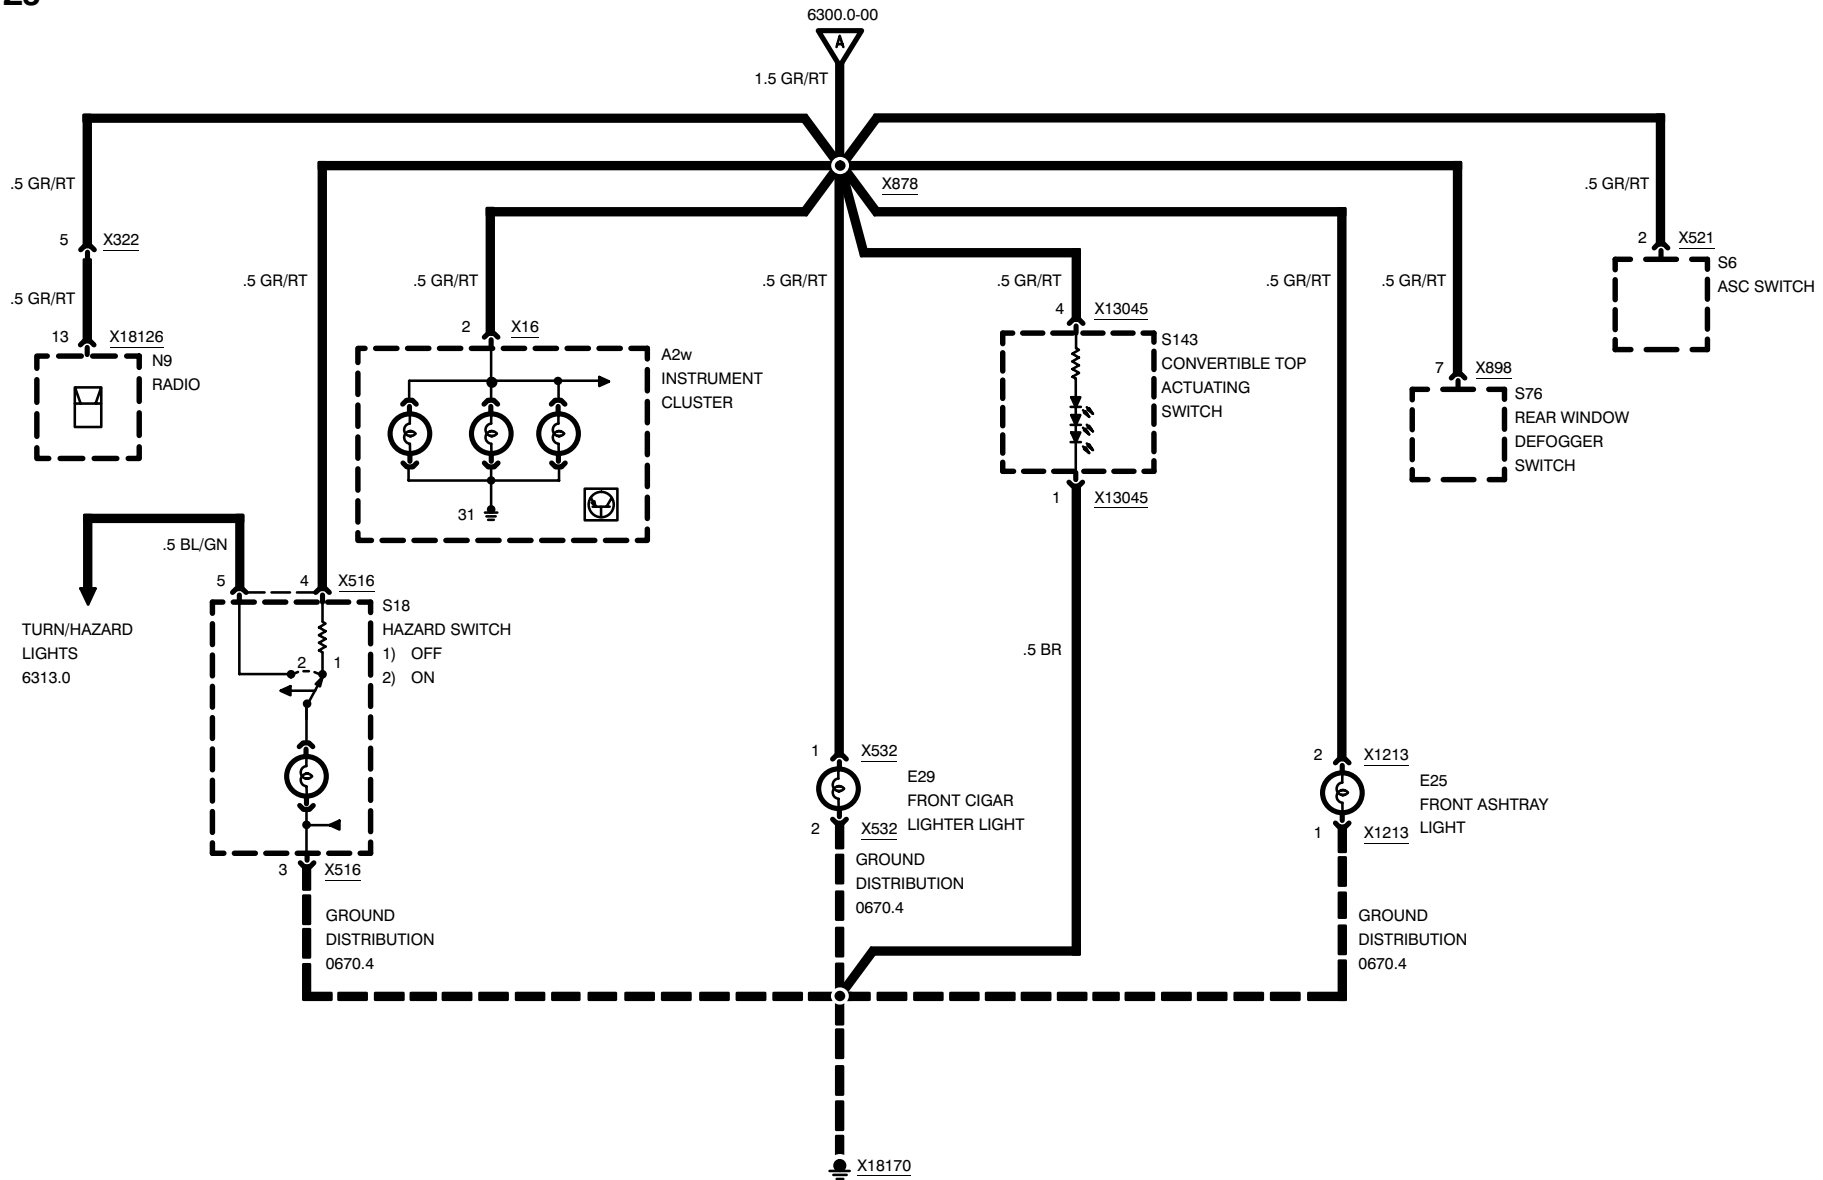 6300.0-00
A
1.5 GR/RT
.5 GR/RT
X878
.5 GR/RT
5 X322
2 X521
S6
ASC SWITCH
.5 GR/RT
.5 GR/RT
.5 GR/RT
.5 GR/RT
.5 GR/RT
.5 GR/RT
.5 GR/RT
4 X13045
13 X18126
N9
RADIO
2 X16
A2w
INSTRUMENT
CLUSTER
S143
CONVERTIBLE TOP
ACTUATING
SWITCH
7 X898
S76
REAR WINDOW
DEFOGGER
SWITCH
1 X13045
31
.5 BL/GN
5 4 X516
S18
HAZARD SWITCH
1) OFF
2) ON
2 1
TURN/HAZARD
LIGHTS
6313.0
.5 BR
1 X532
E29
FRONT CIGAR
LIGHTER LIGHT
2 X532
GROUND
DISTRIBUTION
0670.4
2 X1213
E25
FRONT ASHTRAY
LIGHT
1 X1213
3 X516
GROUND
DISTRIBUTION
0670.4
GROUND
DISTRIBUTION
0670.4
X18170